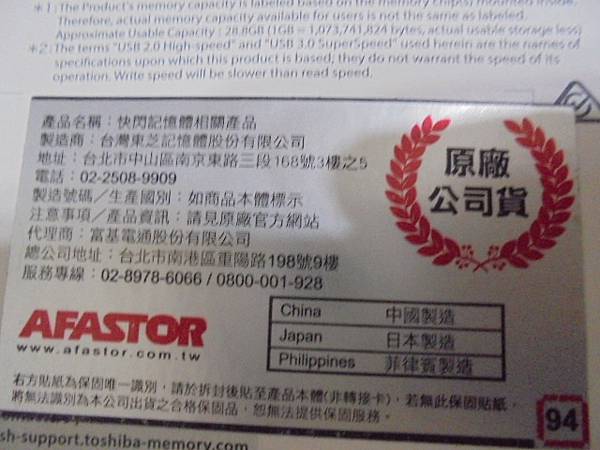 *1: The Product's memory capacity is labeled based on the memory chip(s) mounted inside.
Therefore, actual memory capacity available for users is not the same as labeled.
Approximate Usable Capacity : 28.8GB (1GB = 1,073,741,824 bytes, actual usable storage less)
*2: The terms "USB 2.0 High-speed" and "USB 3.0 SuperSpeed" used herein are the names of
specifications upon which this product is based; they do not warrant the speed of its
operation. Write speed will be slower than read speed.
產品名稱：快閃記憶體相關產品
製造商：台灣東芝記憶體股份有限公司
地址：台北市中山區南京東路三段168號3樓之5
電話：02-2508-9909
製造號碼／生產國別：如商品本體標示
注意事項／產品資訊：請見原廠官方網站
代理商：富基電通股份有限公司
總公司地址：台北市南港區重陽路198號9樓
服務專線：02-8978-6066 / 0800-001-928
原廠
公司貨
AFASTOR
www.afastor.com.tw
China 中國製造
Japan 日本製造
Philippines 菲律賓製造
右方貼紙為保固唯一識別，請於拆封後貼至產品本體(非轉接卡)，若無此保固貼紙，
將無法識別為本公司出貨之合格保固品，恕無法提供保固服務。
94
sh-support.toshiba-memory.com